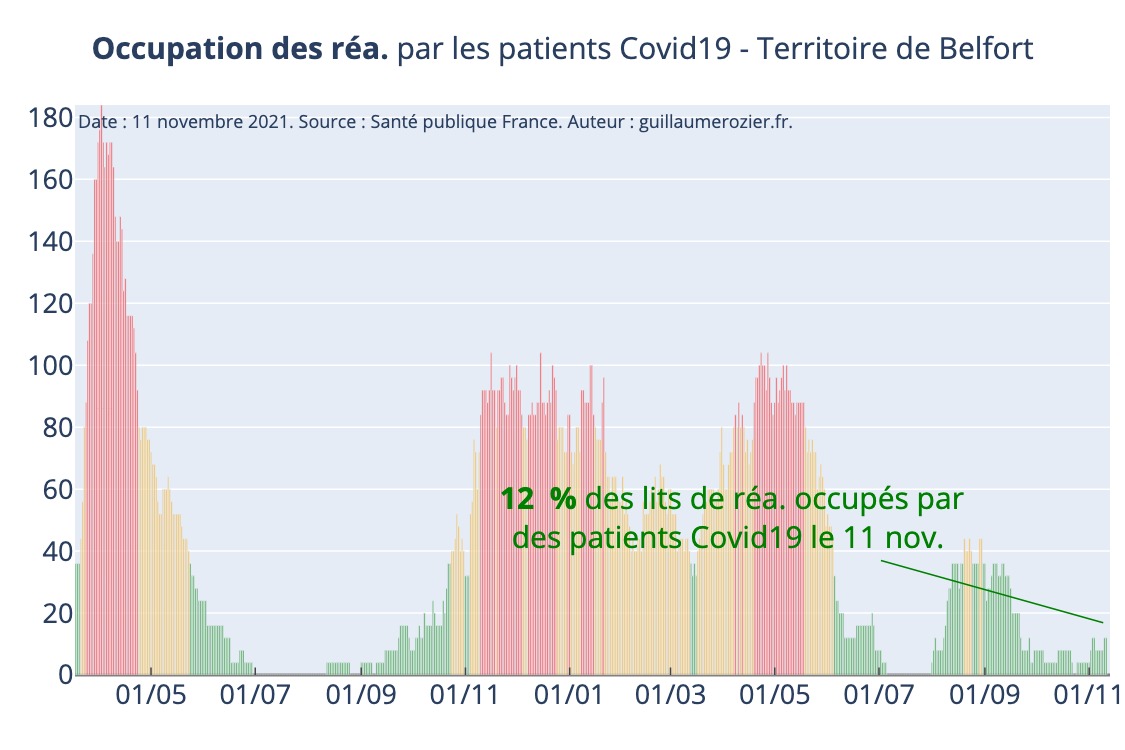 Occupation des réa. par les patients Covid19 - Territoire de Belfort
180
Date : 11 novembre 2021. Source : Santé publique France. Auteur : guillaumerozier.fr.
160
140
120
100
80
60
12 % des lits de réa. occupés par
des patients Covid19 le 11 nov.
40
20
0
01/05 01/07 01/09 01/11 01/01 01/03 01/05 01/07 01/09 01/11